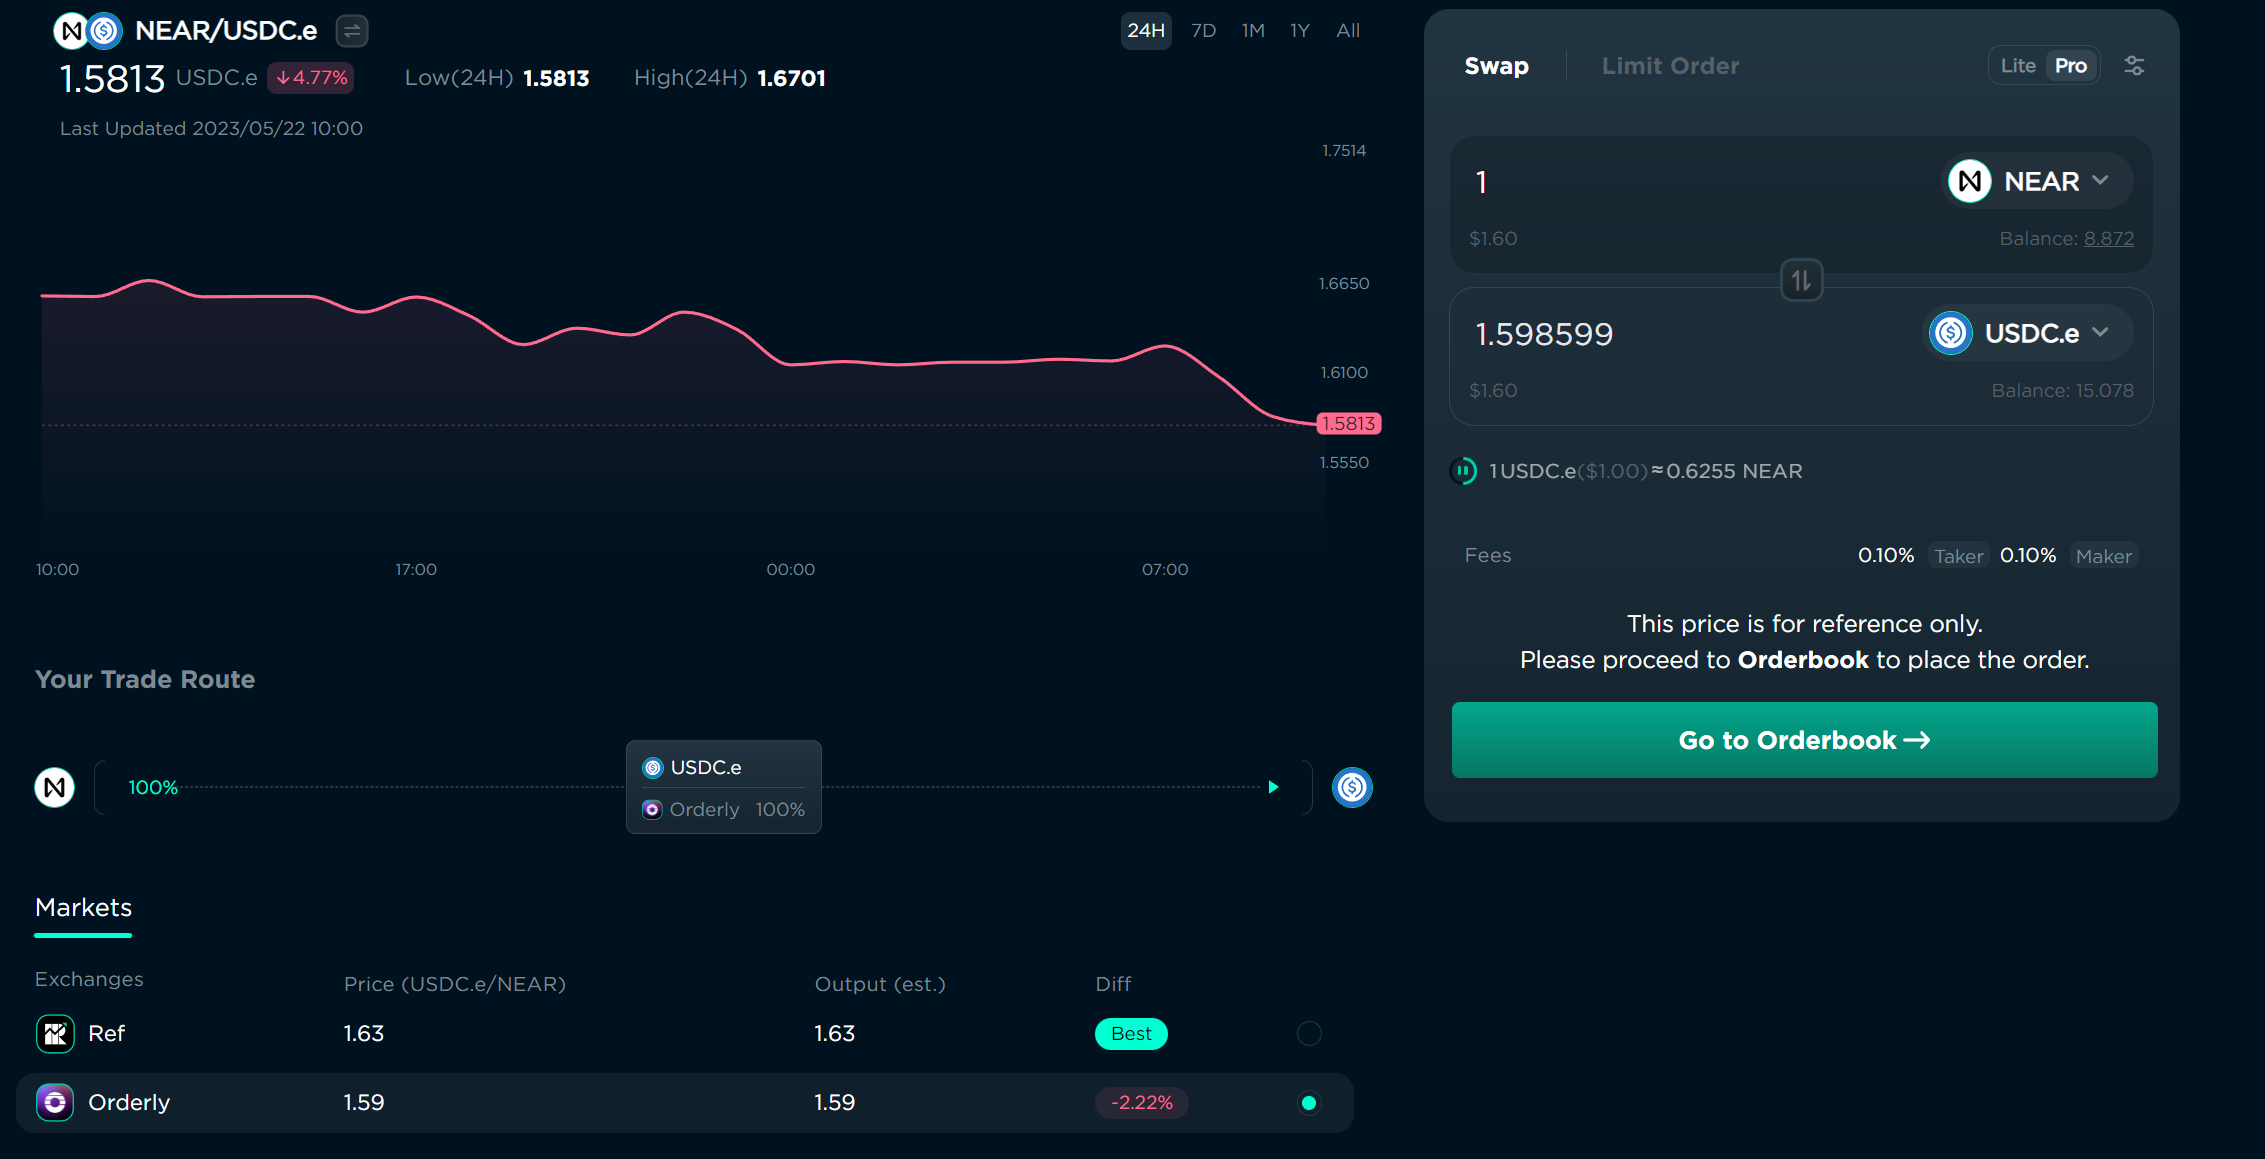 NEAR/USDC.e
24H 7D 1M 1Y All
1.5813 USDC.e ↓4.77% Low(24H) 1.5813 High(24H) 1.6701
Last Updated 2023/05/22 10:00
1.7514
1.6650
1.6100
1.5813
1.5550
10:00 17:00 00:00 07:00
Your Trade Route
100%
USDC.e
Orderly 100%
Markets
Exchanges Price (USDC.e/NEAR) Output (est.) Diff
Ref 1.63 1.63 Best
Orderly 1.59 1.59 -2.22%
Swap Limit Order Lite Pro
1 NEAR
$1.60 Balance: 8.872
1.598599 USDC.e
$1.60 Balance: 15.078
1 USDC.e($1.00)≈0.6255 NEAR
Fees 0.10% Taker 0.10% Maker
This price is for reference only.
Please proceed to Orderbook to place the order.
Go to Orderbook→